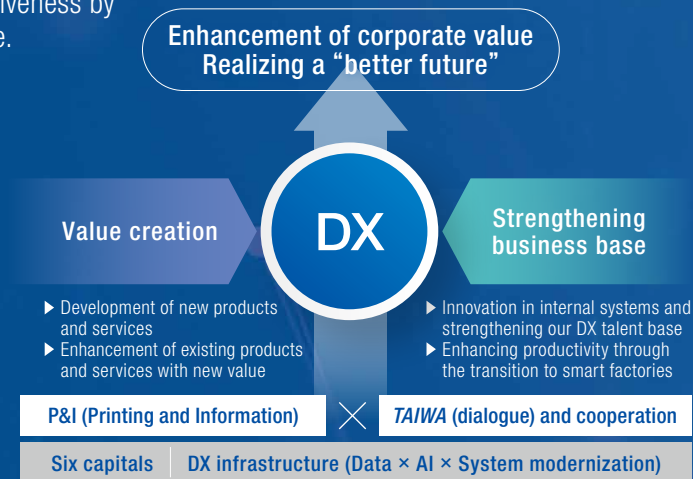 e.
Enhancement of corporate value
Realizing a “better future”
Value creation
DX
Strengthening
business base
▶ Development of new products
and services
▶ Enhancement of existing products
and services with new value
▶ Innovation in internal systems and
strengthening our DX talent base
▶ Enhancing productivity through
the transition to smart factories
P&I (Printing and Information) × TAIWA (dialogue) and cooperation
Six capitals DX infrastructure (Data × AI × System modernization)